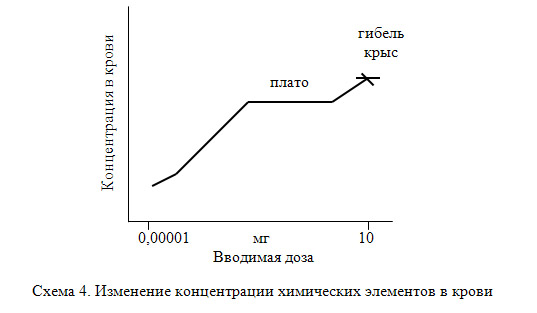 гибель
крыс
плато
Концентрация в крови
0,00001 мг 10
Вводимая доза
Схема 4. Изменение концентрации химических элементов в крови